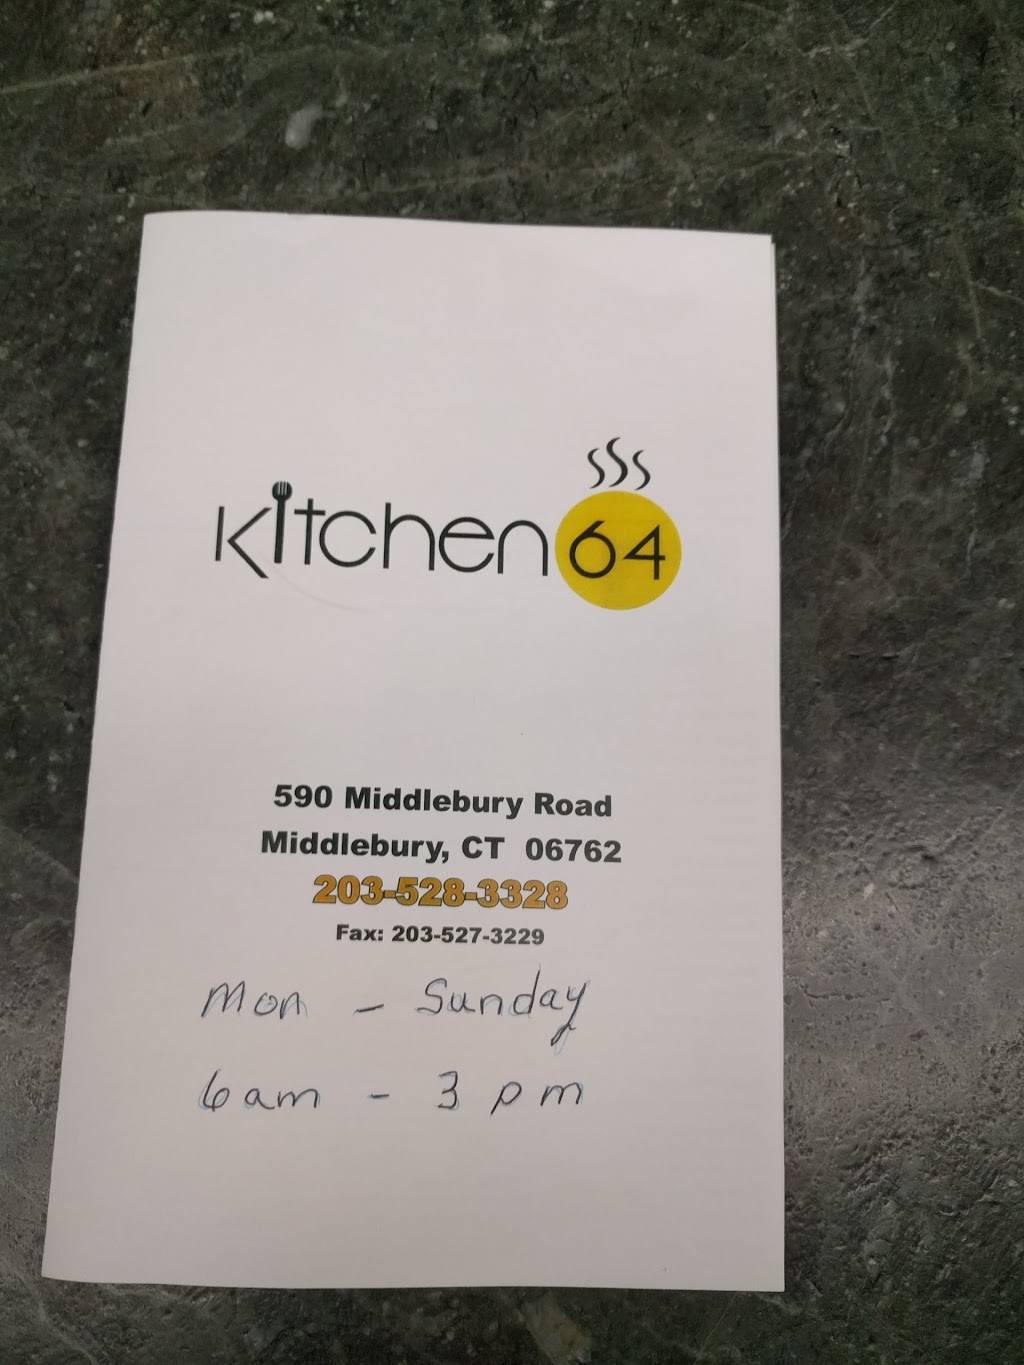 Kitchen 64
590 Middlebury Road
Middlebury, CT 06762
203-528-3328
Fax: 203-527-3229
Mon - Sunday
6am - 3 pm